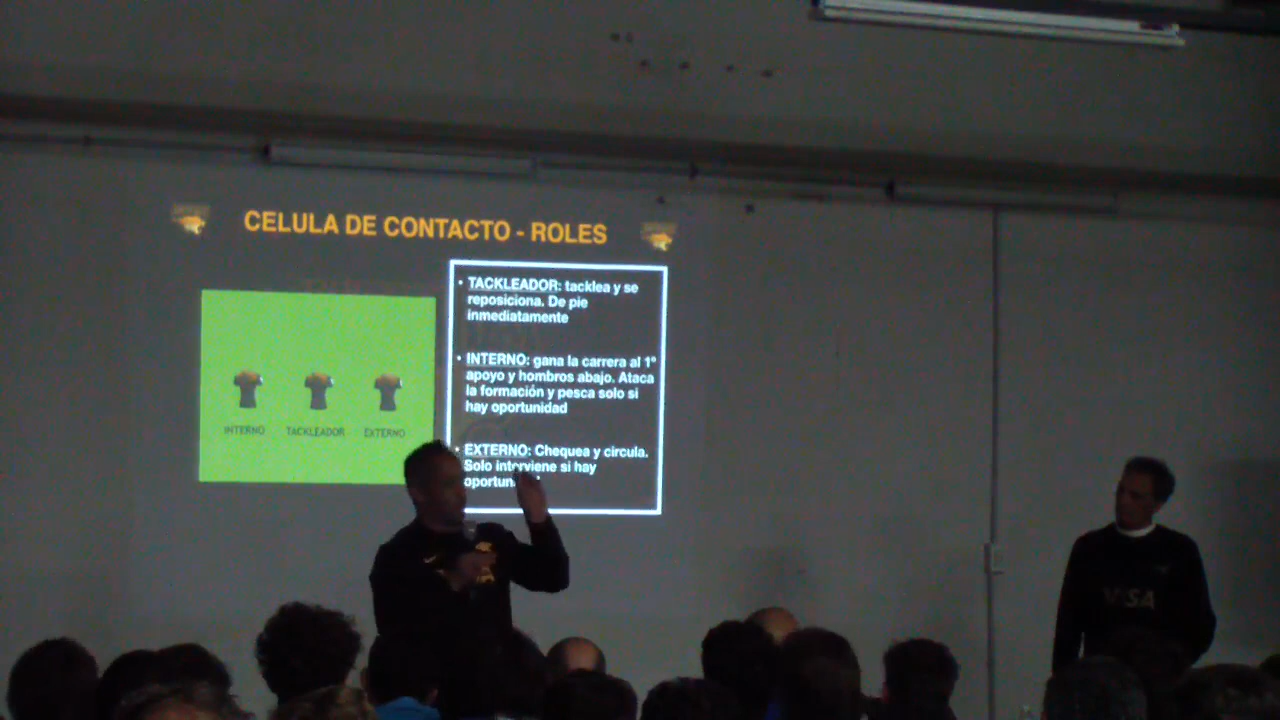 CELULA DE CONTACTO - ROLES
• TACKLEADOR: tacklea y se
reposiciona. De pie
inmediatamente
• INTERNO: gana la carrera al 1°
apoyo y hombros abajo. Ataca
la formación y pesca solo si
hay oportunidad
• EXTERNO: Chequea y circula.
Solo interviene si hay
INTERNO TACKLEADOR EXTERNO
VISA